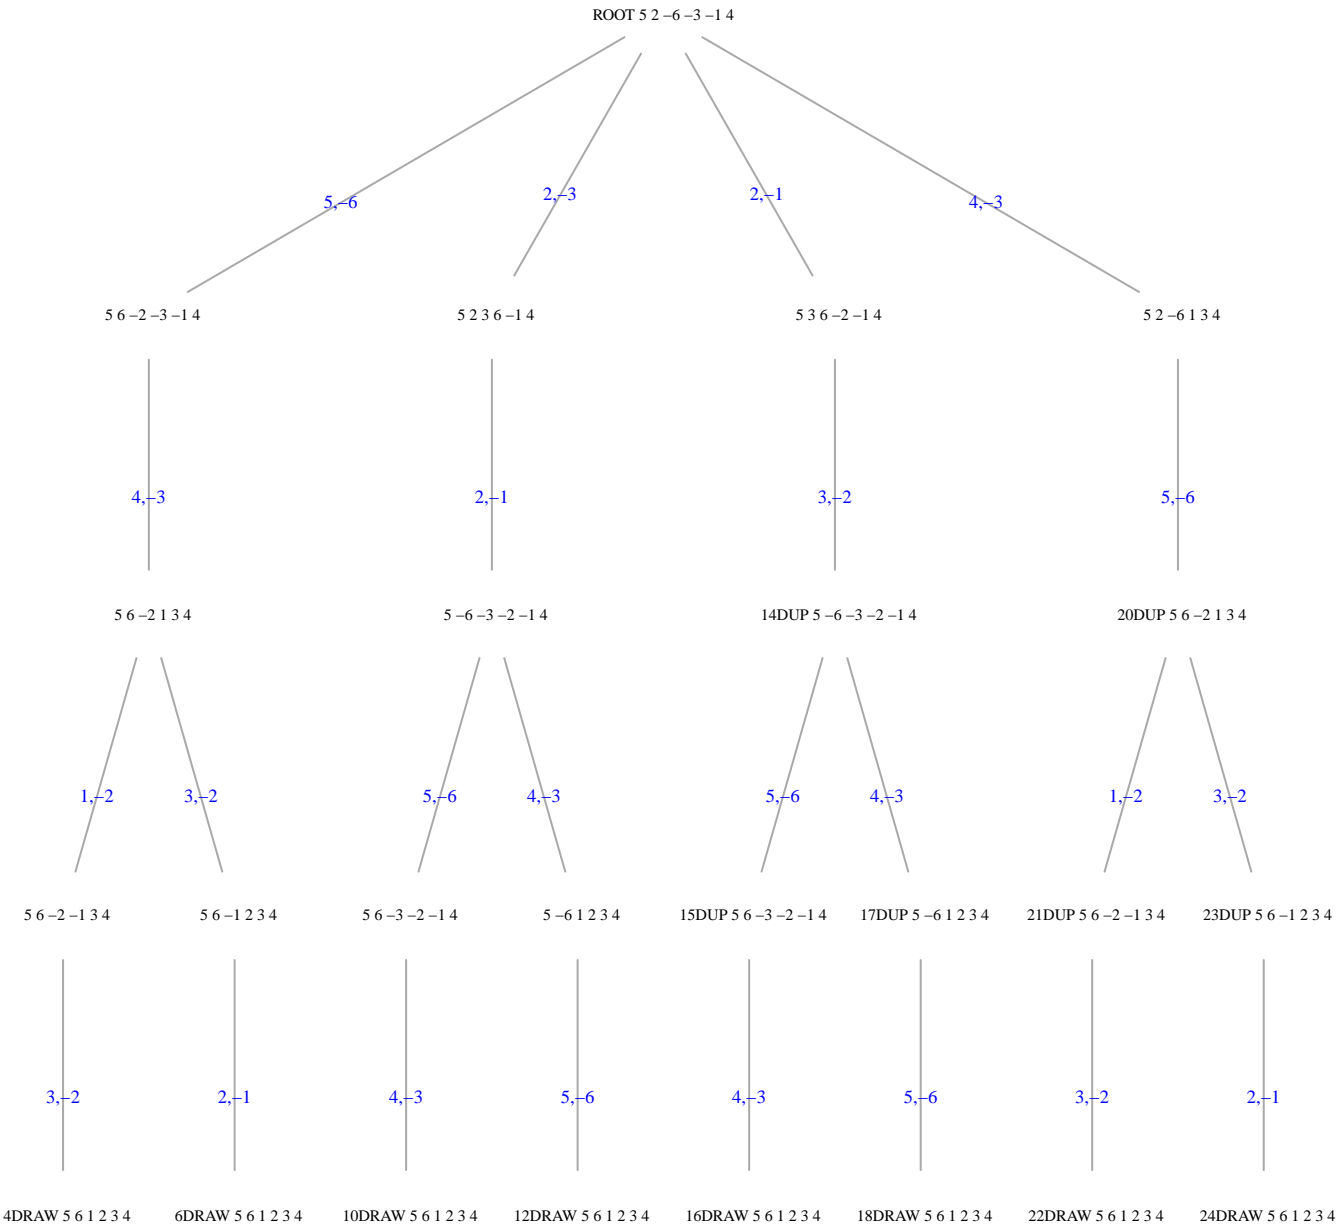 ROOT 5 2 –6 –3 –1 4
5,–6 2,–3 2,–1 4,–3
5 6 –2 –3 –1 4 5 2 3 6 –1 4 5 3 6 –2 –1 4 5 2 –6 1 3 4
4,–3 2,–1 3,–2 5,–6
5 6 –2 1 3 4 5 –6 –3 –2 –1 4 14DUP 5 –6 –3 –2 –1 4 20DUP 5 6 –2 1 3 4
1,–2 3,–2 5,–6 4,–3 5,–6 4,–3 1,–2 3,–2
5 6 –2 –1 3 4 5 6 –1 2 3 4 5 6 –3 –2 –1 4 5 –6 1 2 3 4 15DUP 5 6 –3 –2 –1 4 17DUP 5 –6 1 2 3 4 21DUP 5 6 –2 –1 3 4 23DUP 5 6 –1 2 3 4
3,–2 2,–1 4,–3 5,–6 4,–3 5,–6 3,–2 2,–1
4DRAW 5 6 1 2 3 4 6DRAW 5 6 1 2 3 4 10DRAW 5 6 1 2 3 4 12DRAW 5 6 1 2 3 4 16DRAW 5 6 1 2 3 4 18DRAW 5 6 1 2 3 4 22DRAW 5 6 1 2 3 4 24DRAW 5 6 1 2 3 4